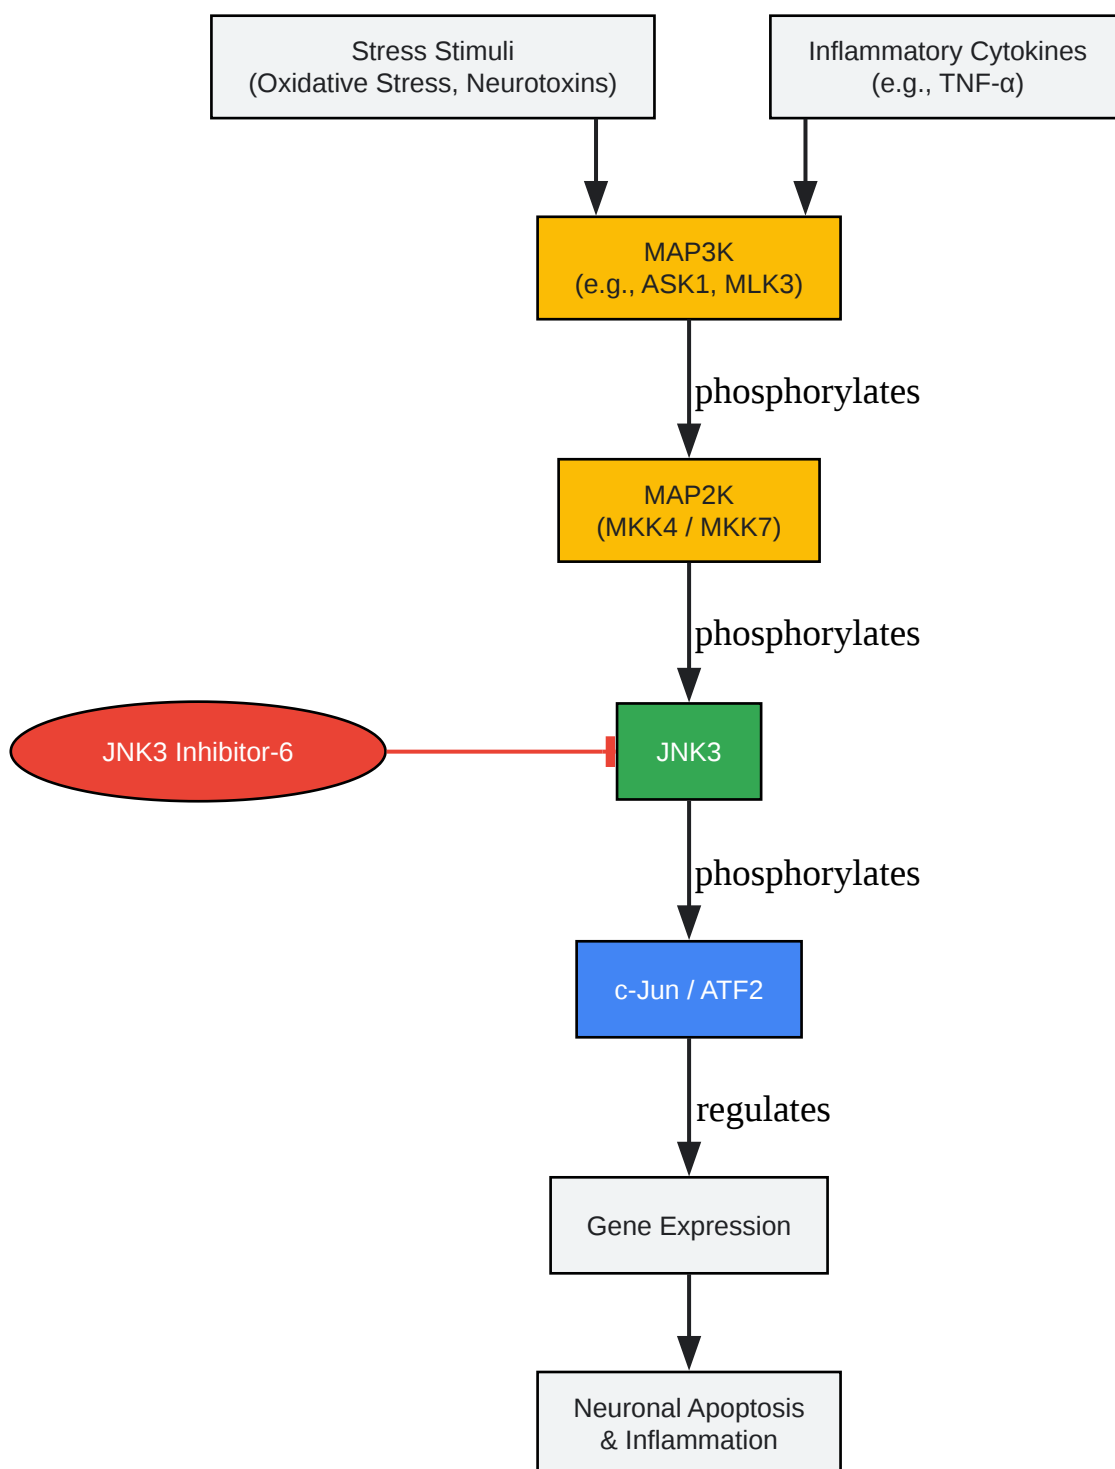 Stress Stimuli
(Oxidative Stress, Neurotoxins)
Inflammatory Cytokines
(e.g., TNF-α)
MAP3K
(e.g., ASK1, MLK3)
phosphorylates
MAP2K
(MKK4 / MKK7)
phosphorylates
JNK3 Inhibitor-6
JNK3
phosphorylates
c-Jun / ATF2
regulates
Gene Expression
Neuronal Apoptosis
& Inflammation